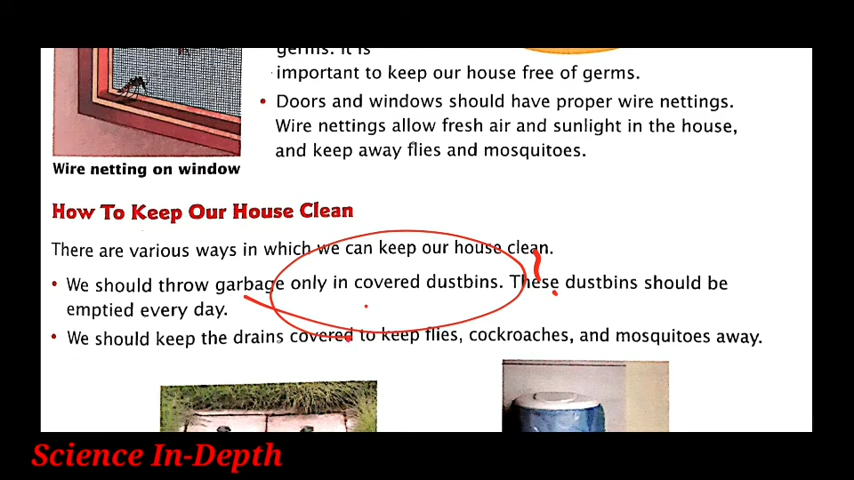 germs. It is
important to keep our house free of germs.
• Doors and windows should have proper wire nettings.
Wire nettings allow fresh air and sunlight in the house,
and keep away flies and mosquitoes.
Wire netting on window
How To Keep Our House Clean
There are various ways in which we can keep our house clean.
• We should throw garbage only in covered dustbins. These dustbins should be
emptied every day.
• We should keep the drains covered to keep flies, cockroaches, and mosquitoes away.
Science In-Depth